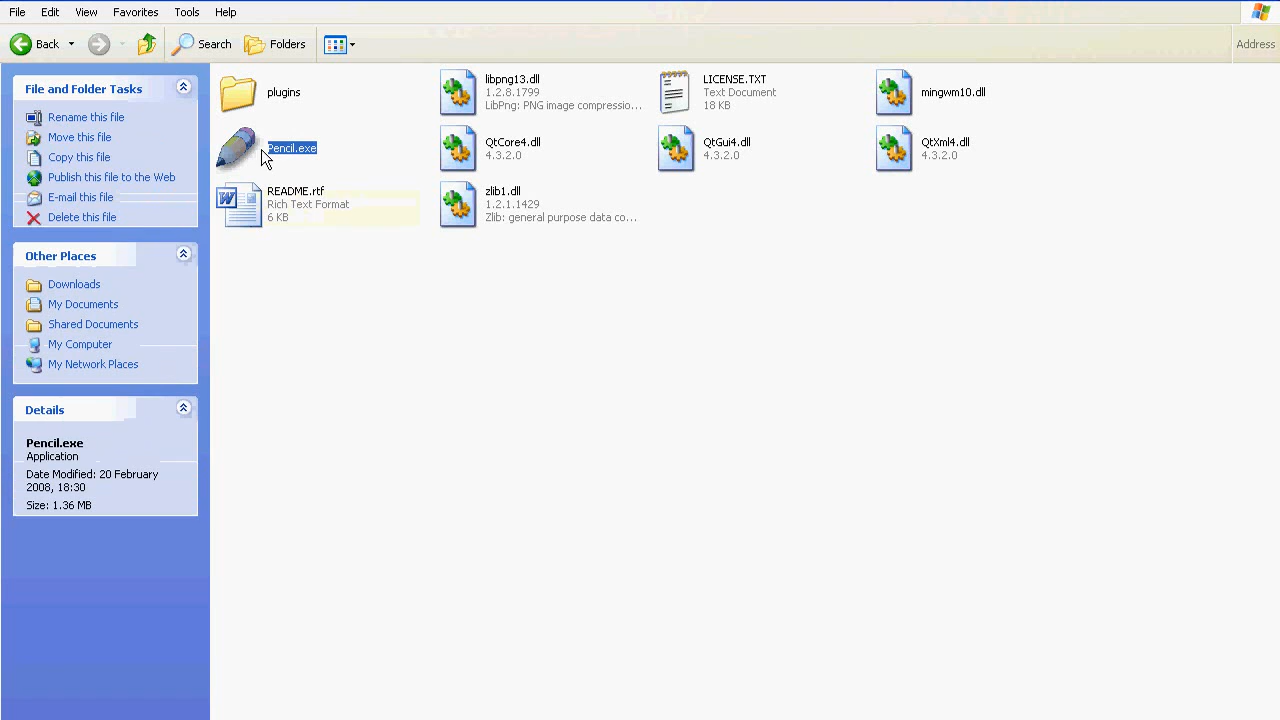 File Edit View Favorites Tools Help
Back Search Folders Address
File and Folder Tasks
Rename this file
Move this file
Copy this file
Publish this file to the Web
E-mail this file
Delete this file
Other Places
Downloads
My Documents
Shared Documents
My Computer
My Network Places
Details
Pencil.exe
Application
Date Modified: 20 February
2008, 18:30
Size: 1.36 MB
plugins
libpng13.dll
1.2.8.1799
LibPng: PNG image compressio...
LICENSE.TXT
Text Document
18 KB
mingwm10.dll
Pencil.exe
QtCore4.dll
4.3.2.0
QtGui4.dll
4.3.2.0
QtXml4.dll
4.3.2.0
README.rtf
Rich Text Format
6 KB
zlib1.dll
1.2.1.1429
Zlib: general purpose data co...